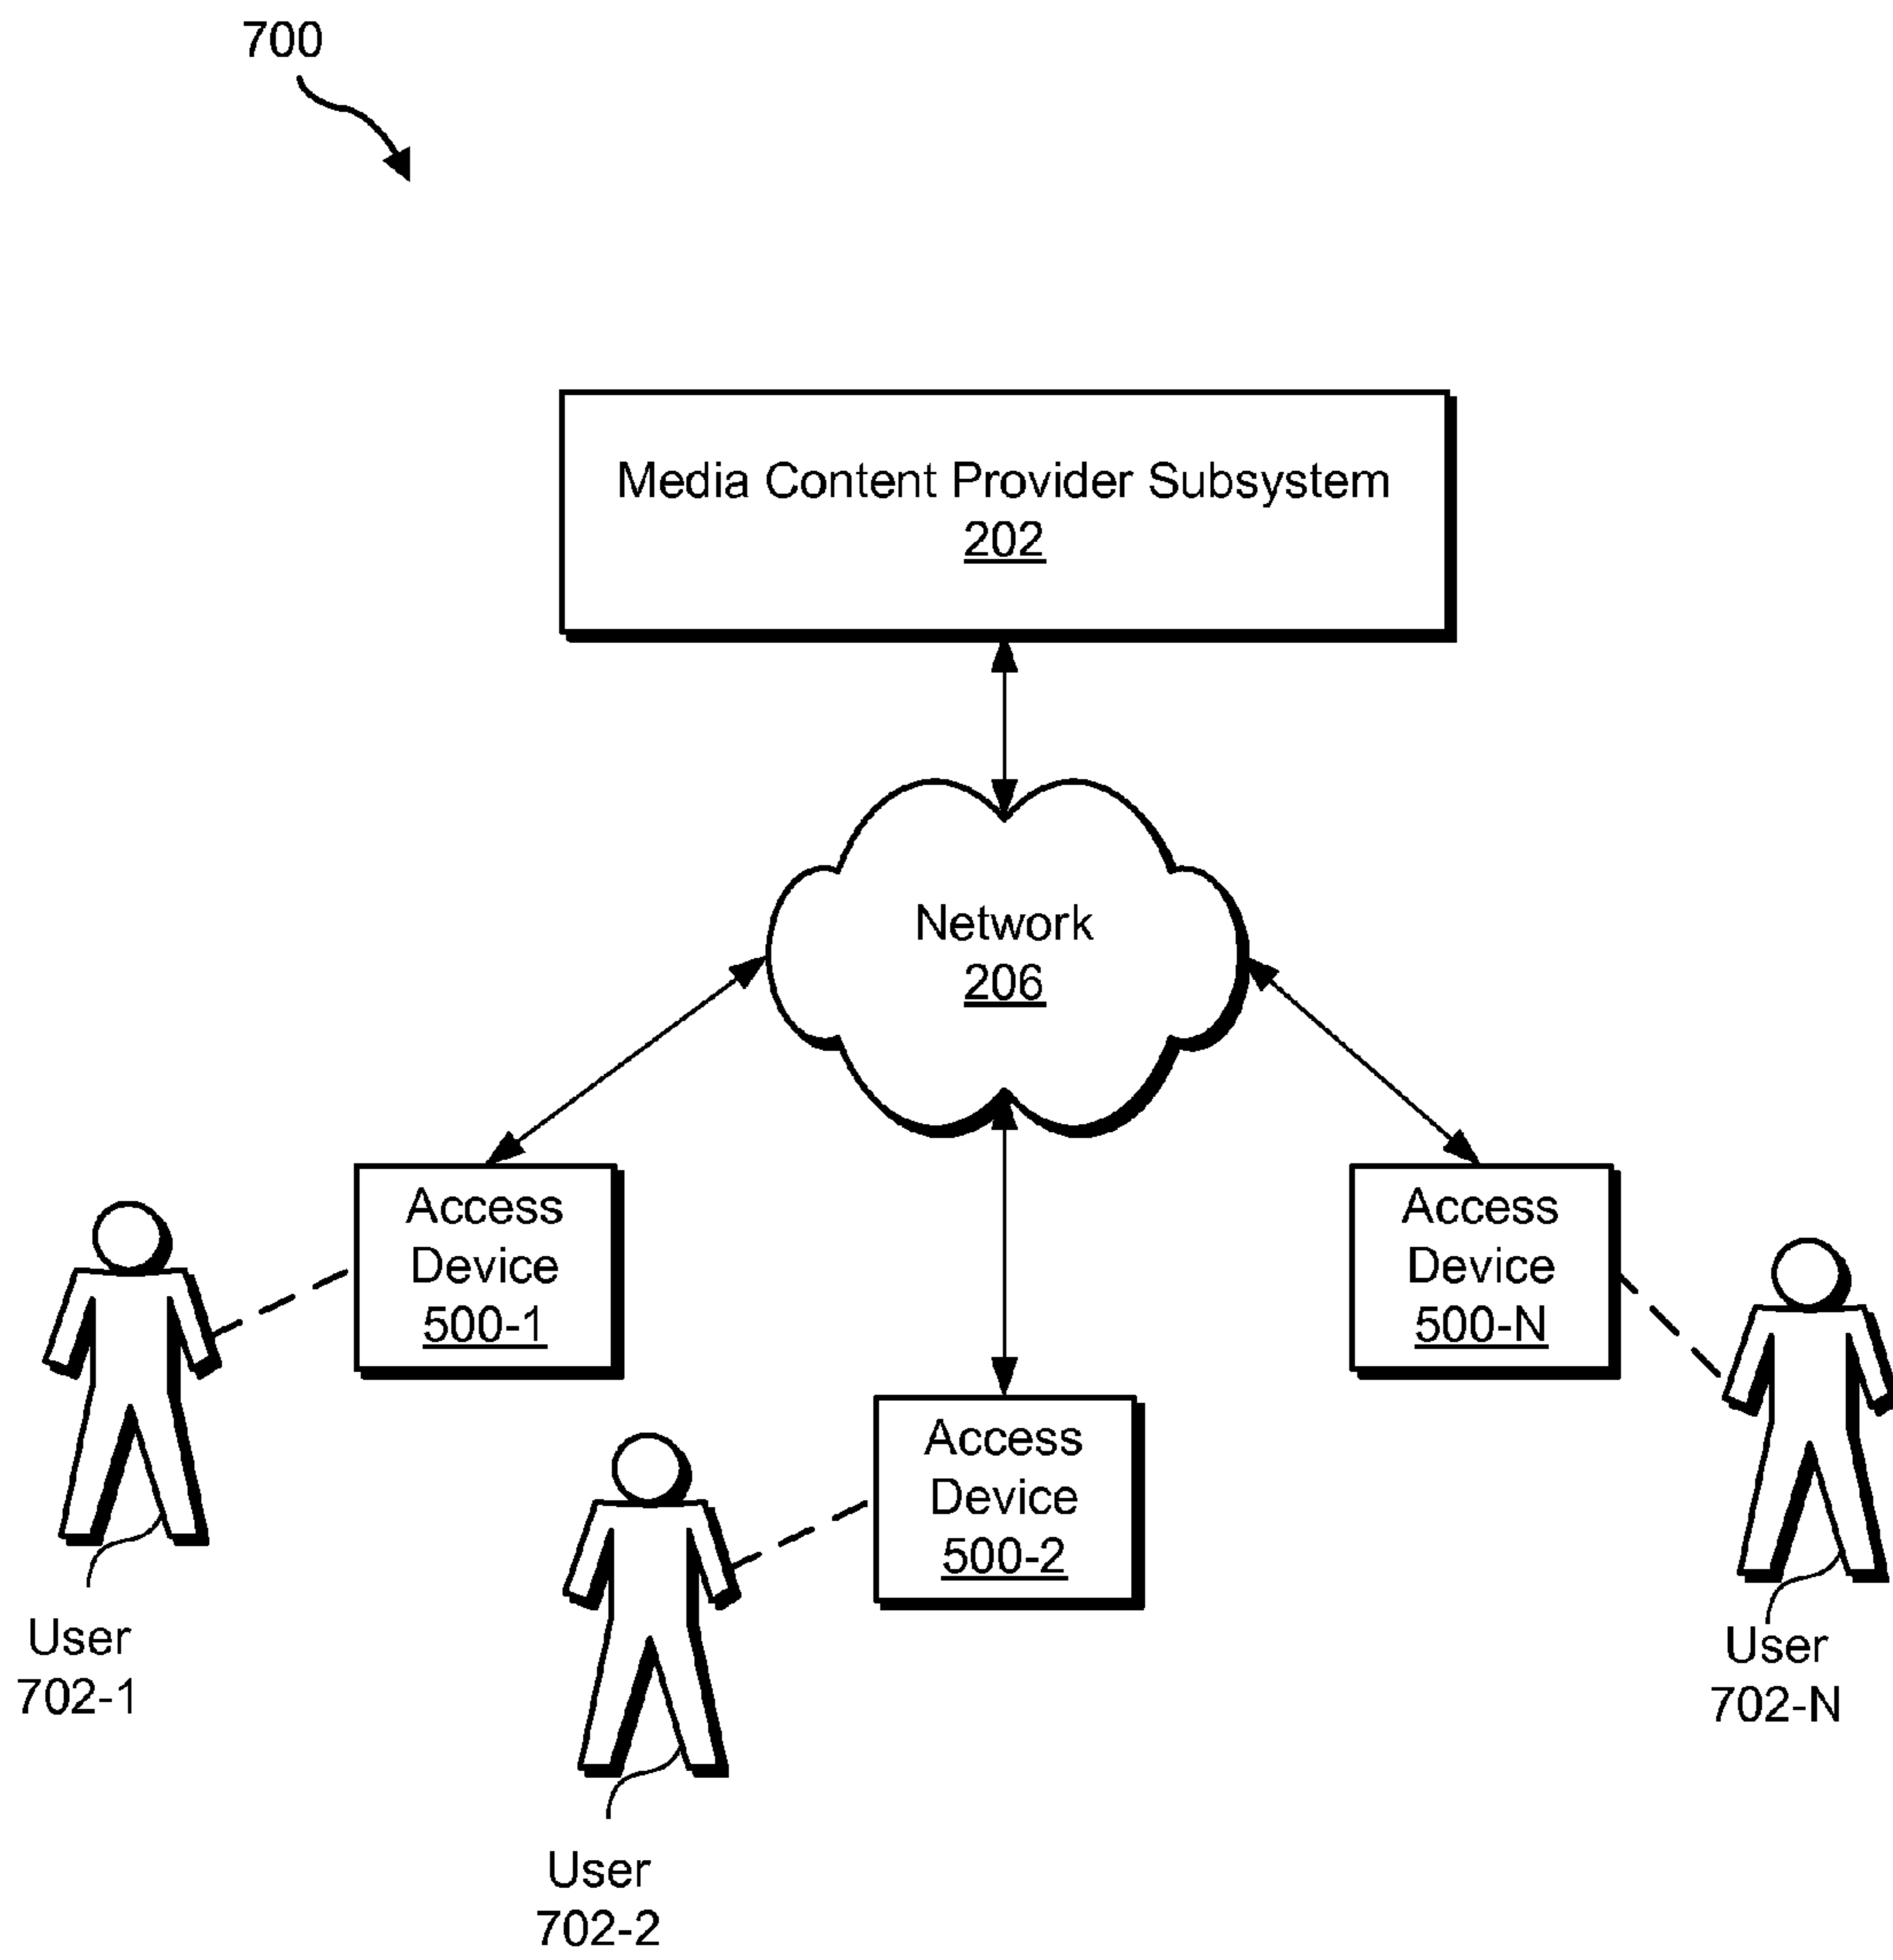 700
Media Content Provider Subsystem
202
Network
206
Access
Device
500-1
Access
Device
500-N
Access
Device
500-2
User
702-1
User
702-N
User
702-2